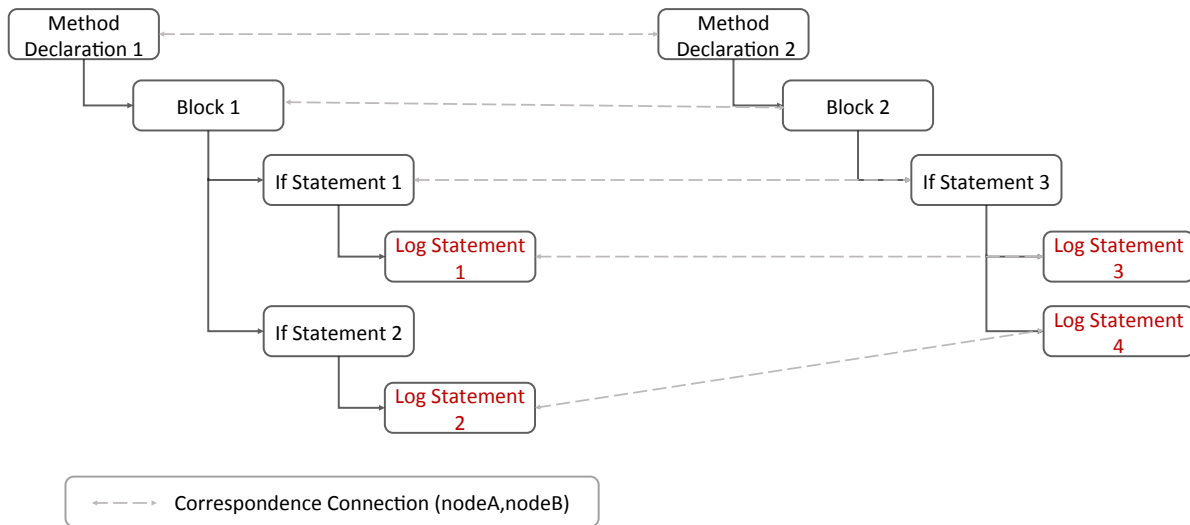 Method
Declaration 1
Method
Declaration 2
Block 1
Block 2
If Statement 1
If Statement 3
Log Statement
1
Log Statement
3
If Statement 2
Log Statement
4
Log Statement
2
Correspondence Connection (nodeA,nodeB)